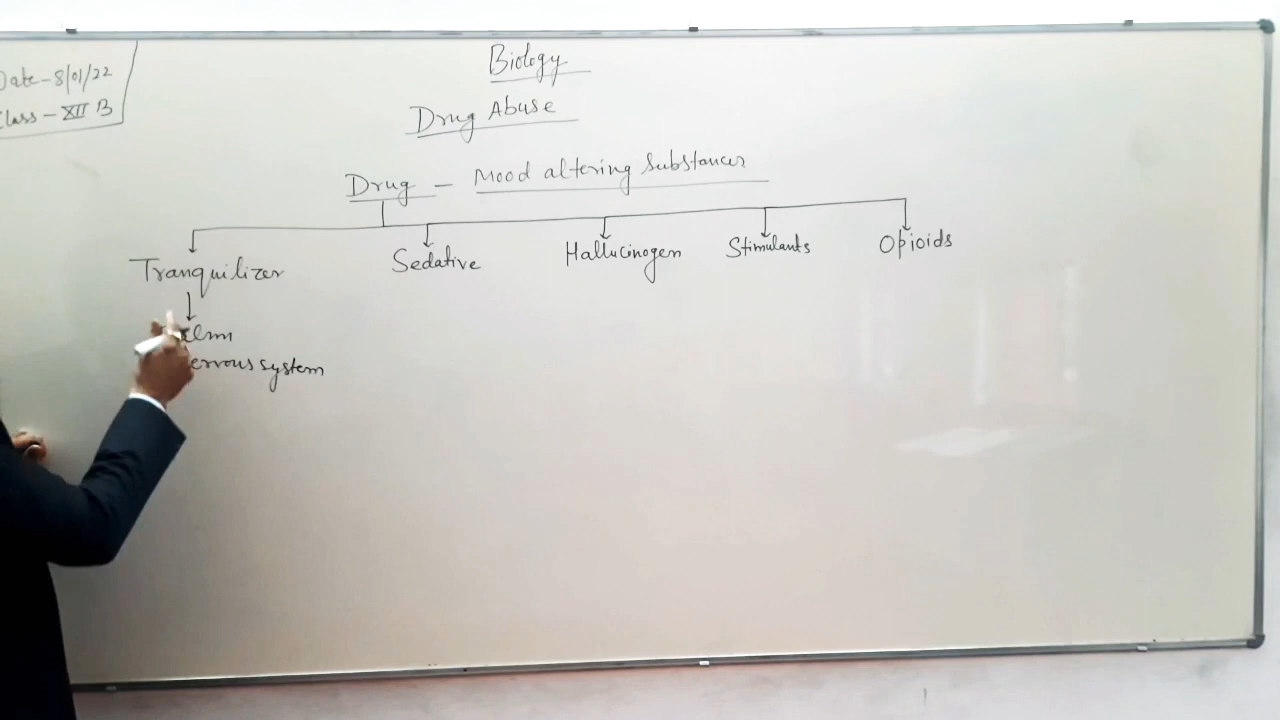 Date-8/01/22
Class - XII B
Biology
Drug Abuse
Drug - Mood altering substances
Tranquilizer
Sedative
Hallucinogen
Stimulants
Opioids
system